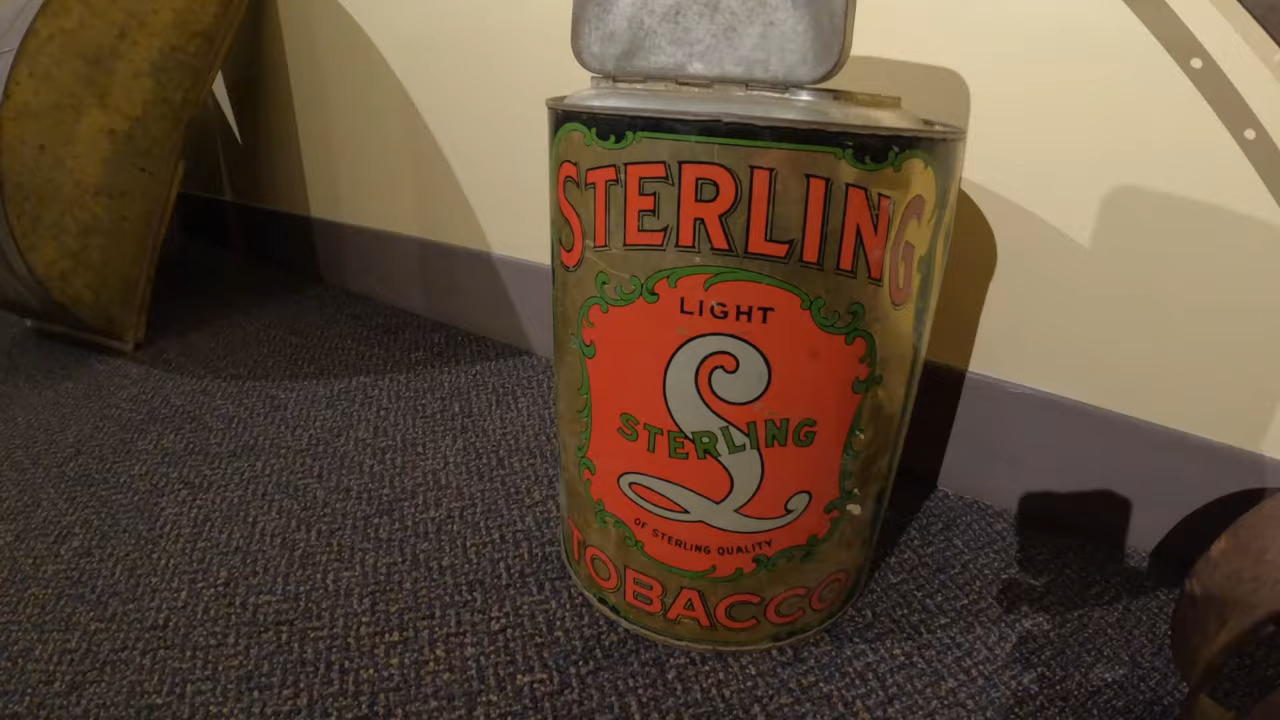 STERLING
LIGHT
S
STERLING
OF STERLING QUALITY
TOBACCO